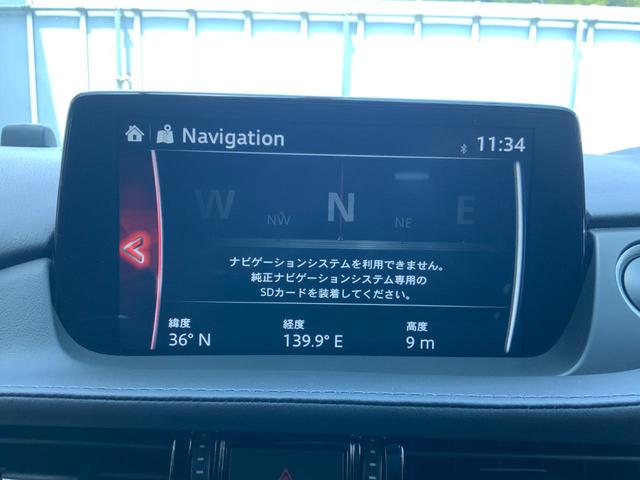 Navigation
11:34
W NW N NE E
ナビゲーションシステムを利用できません。
純正ナビゲーションシステム専用の
SDカードを装着してください。
緯度 経度 高度
36° N 139.9° E 9 m